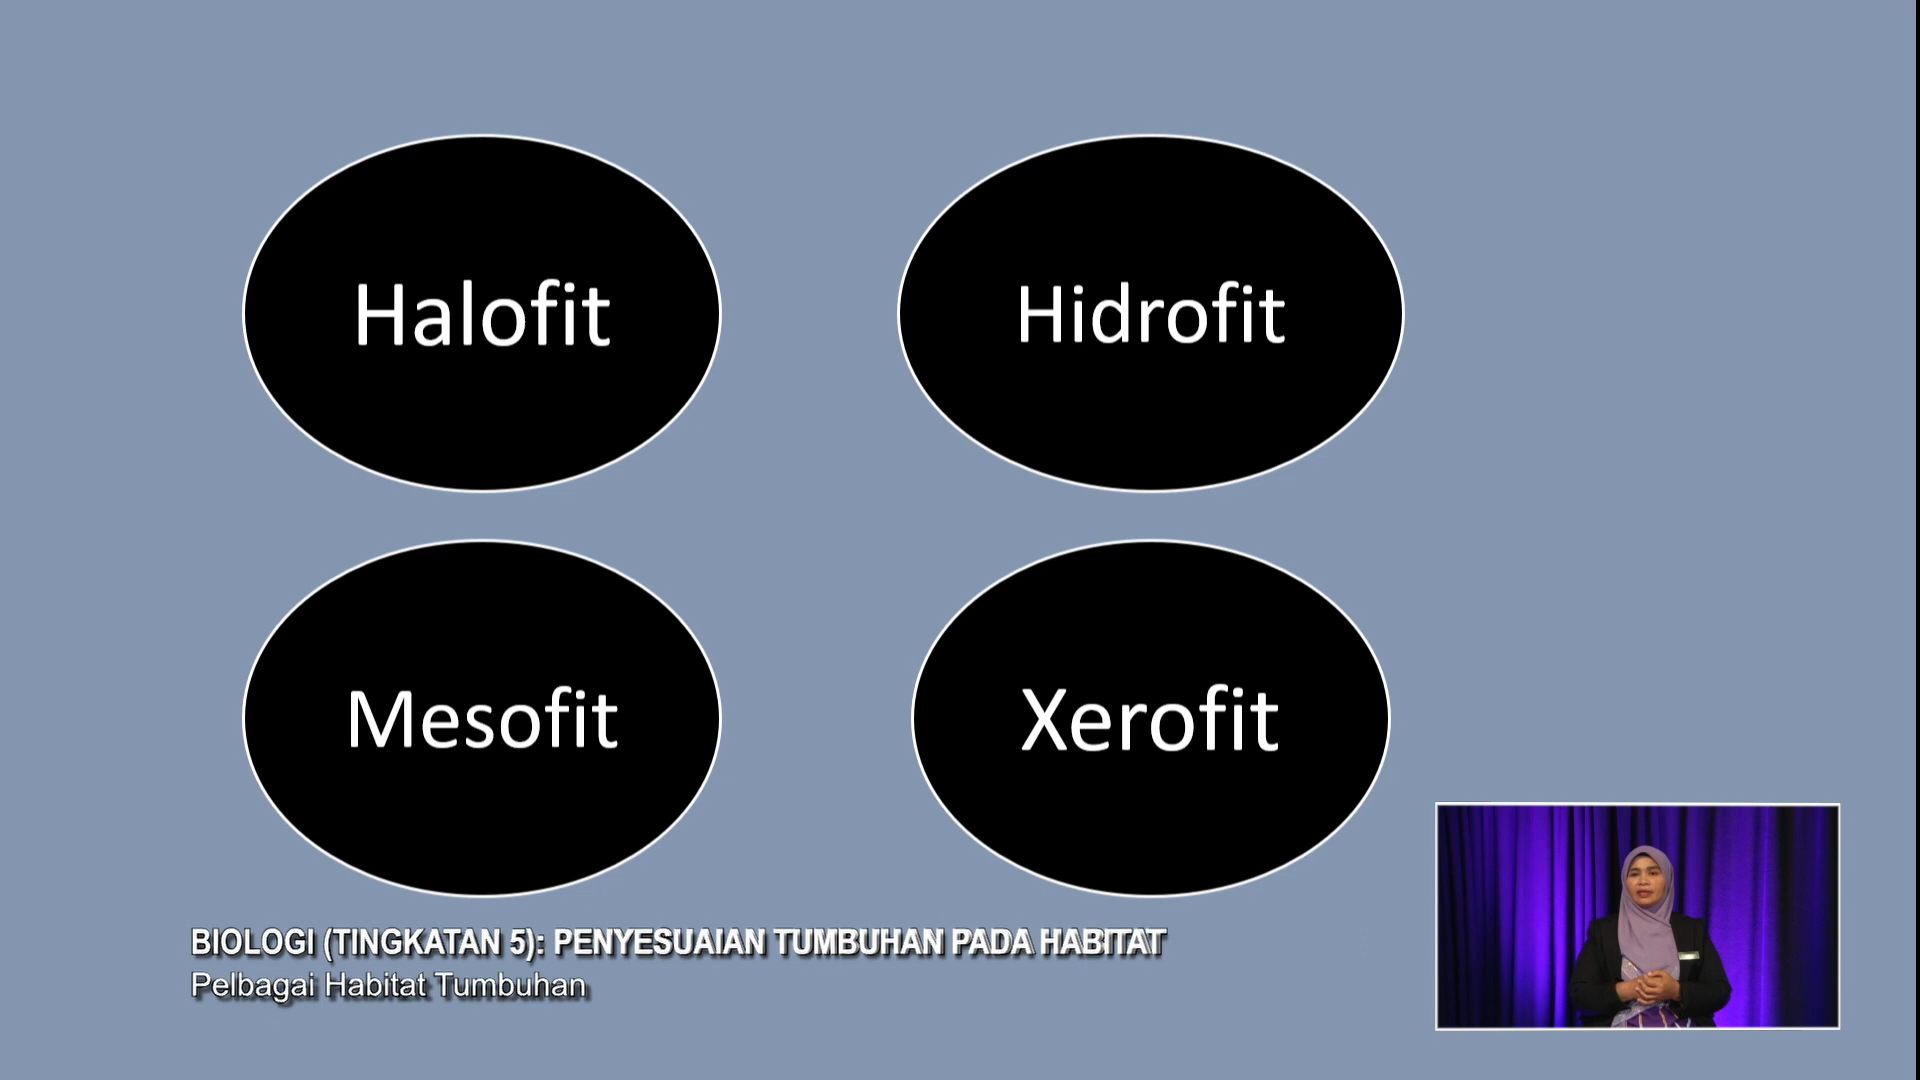 Halofit
Hidrofit
Mesofit
Xerofit
BIOLOGI (TINGKATAN 5): PENYESUAIAN TUMBUHAN PADA HABITAT
Pelbagai Habitat Tumbuhan